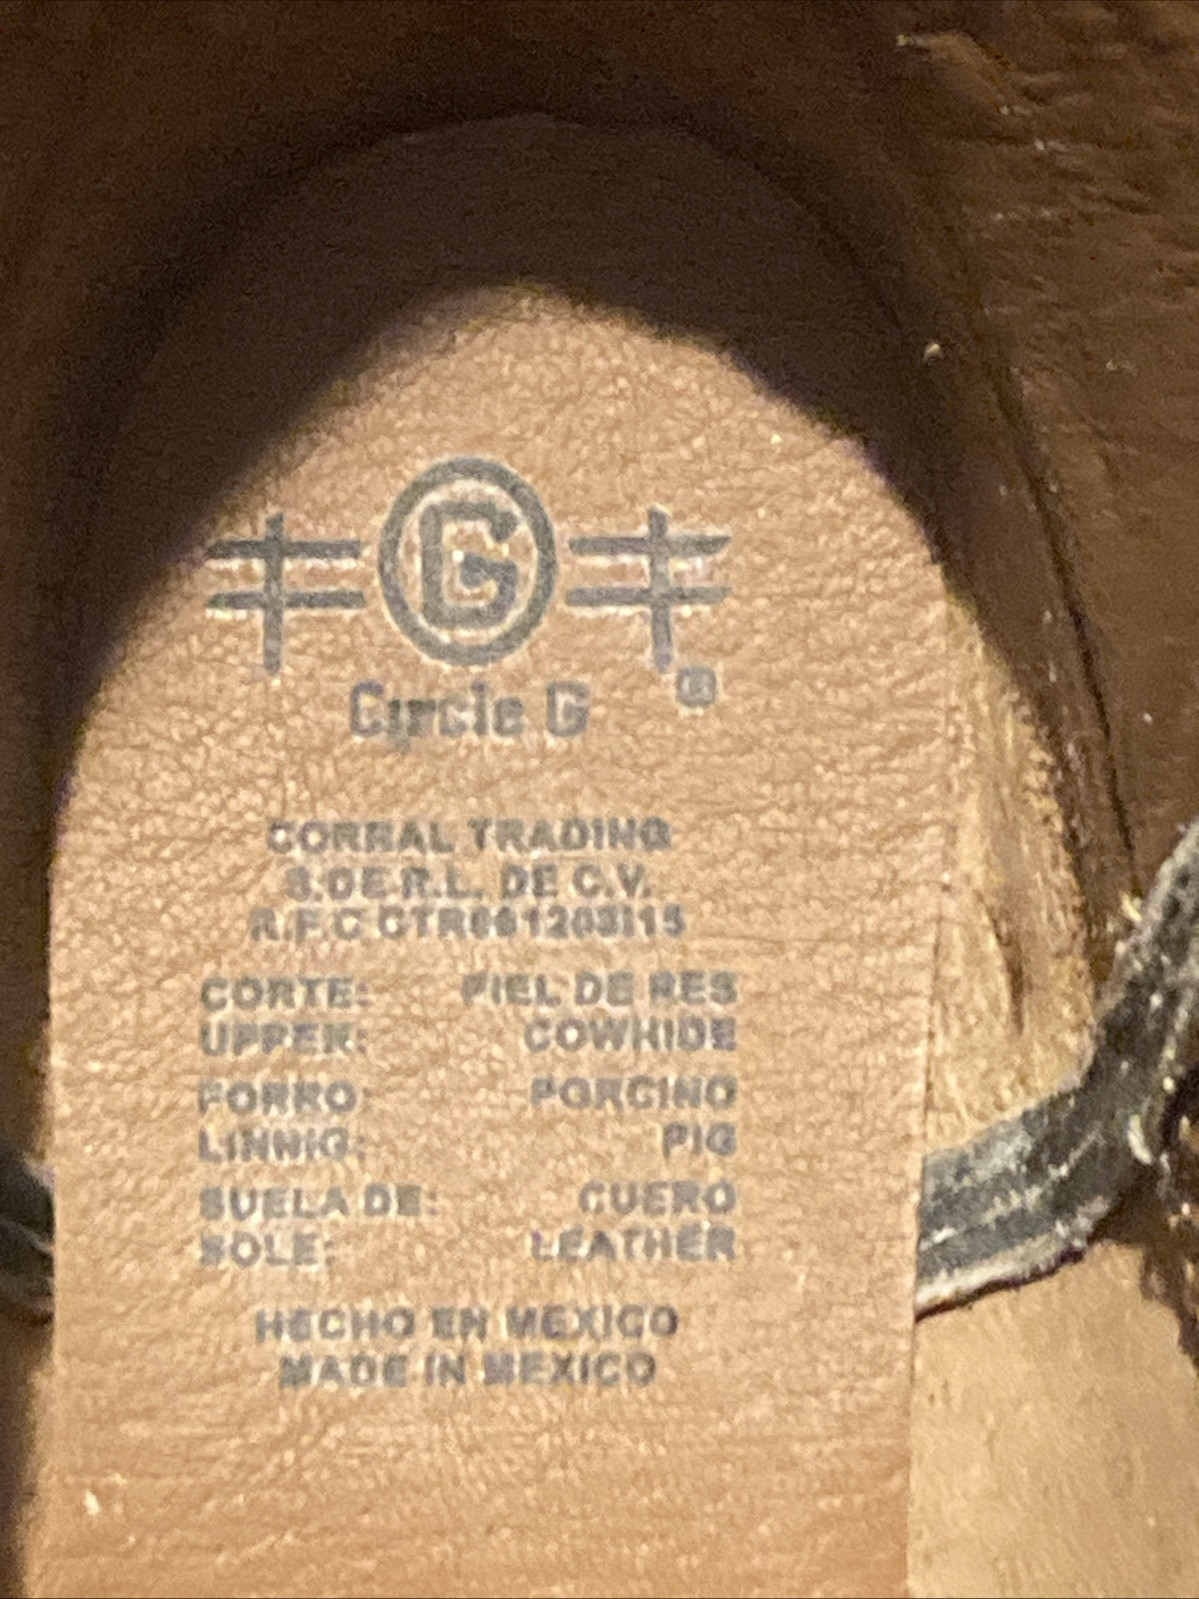 G
Circle G ®
CORRAL TRADING
S. DE R.L. DE C.V.
R.F.C CTR061203I15
CORTE: PIEL DE RES
UPPER: COWHIDE
FORRO: PORCINO
LINNIG: PIG
SUELA DE: CUERO
SOLE: LEATHER
HECHO EN MEXICO
MADE IN MEXICO